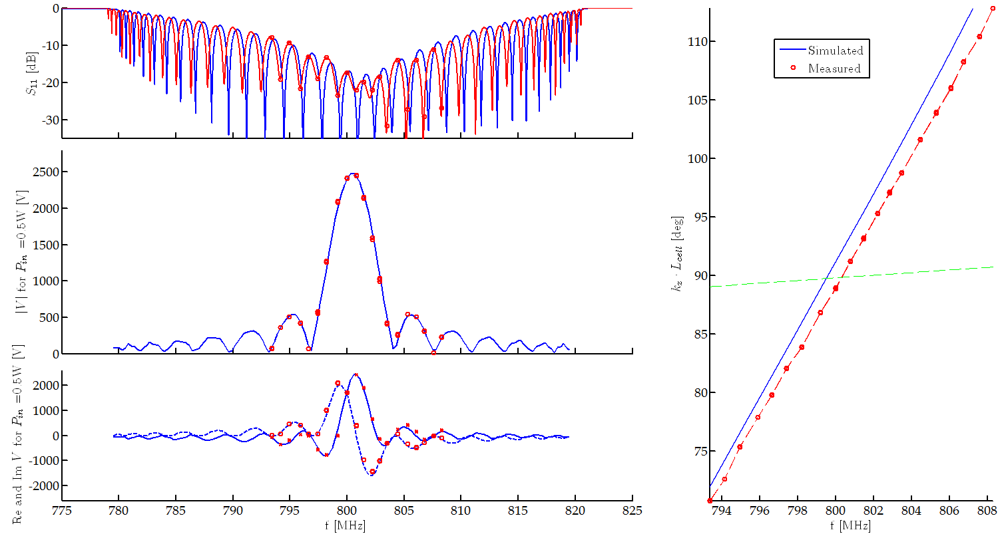 0
-10
-20
-30
S11 [dB]
2500
2000
1500
1000
500
0
|V| for Pin =0.5W [V]
2000
1000
0
-1000
-2000
Re and Im V for Pin =0.5W [V]
775 780 785 790 795 800 805 810 815 820 825
f [MHz]
Simulated
Measured
110
105
100
95
90
85
80
75
kz · Lcell [deg]
794 796 798 800 802 804 806 808
f [MHz]